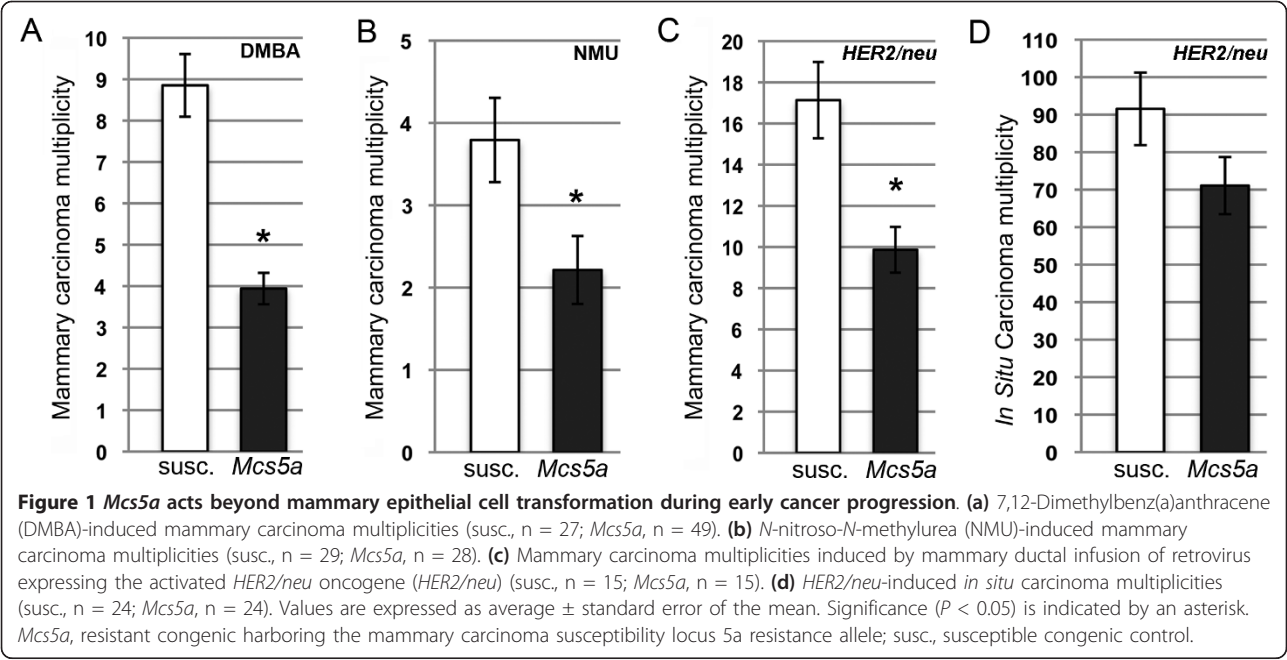 A
DMBA
Mammary carcinoma multiplicity
10
9
8
7
6
5
4
3
2
1
0
*
susc. Mcs5a
B
NMU
Mammary carcinoma multiplicity
5
4
3
2
1
0
*
susc. Mcs5a
C
HER2/neu
Mammary carcinoma multiplicity
20
18
16
14
12
10
8
6
4
2
0
*
susc. Mcs5a
D
HER2/neu
In Situ Carcinoma multiplicity
110
100
90
80
70
60
50
40
30
20
10
0
susc. Mcs5a
Figure 1 Mcs5a acts beyond mammary epithelial cell transformation during early cancer progression. (a) 7,12-Dimethylbenz(a)anthracene
(DMBA)-induced mammary carcinoma multiplicities (susc., n = 27; Mcs5a, n = 49). (b) N-nitroso-N-methylurea (NMU)-induced mammary
carcinoma multiplicities (susc., n = 29; Mcs5a, n = 28). (c) Mammary carcinoma multiplicities induced by mammary ductal infusion of retrovirus
expressing the activated HER2/neu oncogene (HER2/neu) (susc., n = 15; Mcs5a, n = 15). (d) HER2/neu-induced in situ carcinoma multiplicities
(susc., n = 24; Mcs5a, n = 24). Values are expressed as average ± standard error of the mean. Significance (P < 0.05) is indicated by an asterisk.
Mcs5a, resistant congenic harboring the mammary carcinoma susceptibility locus 5a resistance allele; susc., susceptible congenic control.